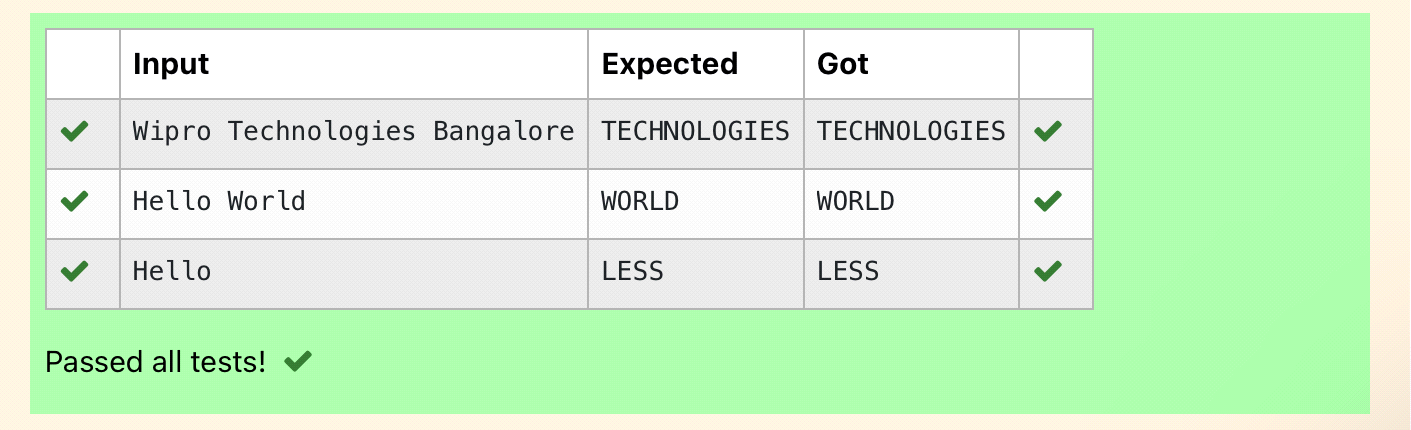 Input Expected Got
Wipro Technologies Bangalore TECHNOLOGIES TECHNOLOGIES
Hello World WORLD WORLD
Hello LESS LESS
Passed all tests!